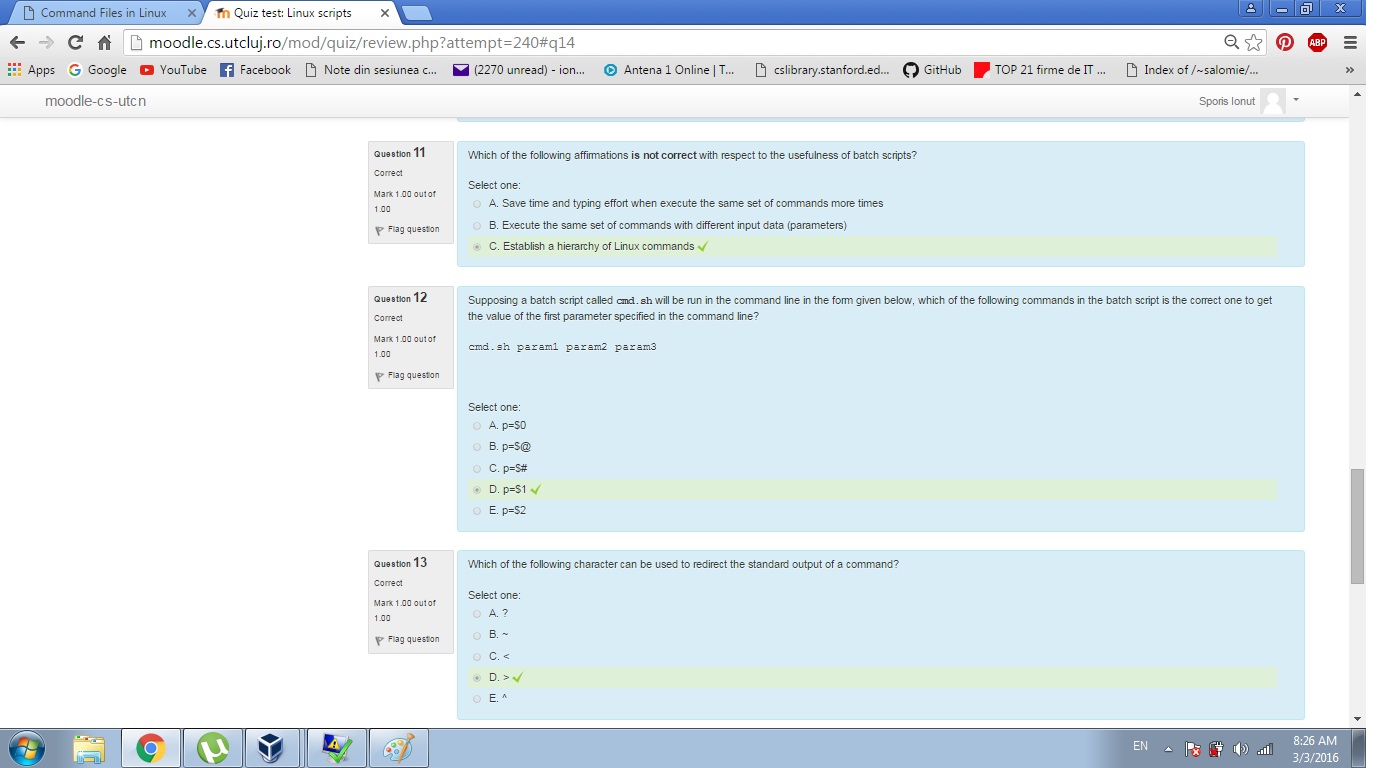 Command Files in Linux
Quiz test: Linux scripts
moodle.cs.utcluj.ro/mod/quiz/review.php?attempt=240#q14
ABP
Apps
Google
YouTube
Facebook
Note din sesiunea c...
(2270 unread) - ion...
Antena 1 Online | T...
cslibrary.stanford.ed...
GitHub
TOP 21 firme de IT ...
Index of /~salomie/...
»
moodle-cs-utcn
Sporis Ionut
Question 11
Correct
Mark 1.00 out of
1.00
Flag question
Which of the following affirmations is not correct with respect to the usefulness of batch scripts?
Select one:
A. Save time and typing effort when execute the same set of commands more times
B. Execute the same set of commands with different input data (parameters)
C. Establish a hierarchy of Linux commands
Question 12
Correct
Mark 1.00 out of
1.00
Flag question
Supposing a batch script called cmd.sh will be run in the command line in the form given below, which of the following commands in the batch script is the correct one to get
the value of the first parameter specified in the command line?
cmd.sh param1 param2 param3
Select one:
A. p=$0
B. p=$@
C. p=$#
D. p=$1
E. p=$2
Question 13
Correct
Mark 1.00 out of
1.00
Flag question
Which of the following character can be used to redirect the standard output of a command?
Select one:
A. ?
B. ~
C. <
D. >
E. ^
EN
8:26 AM
3/3/2016